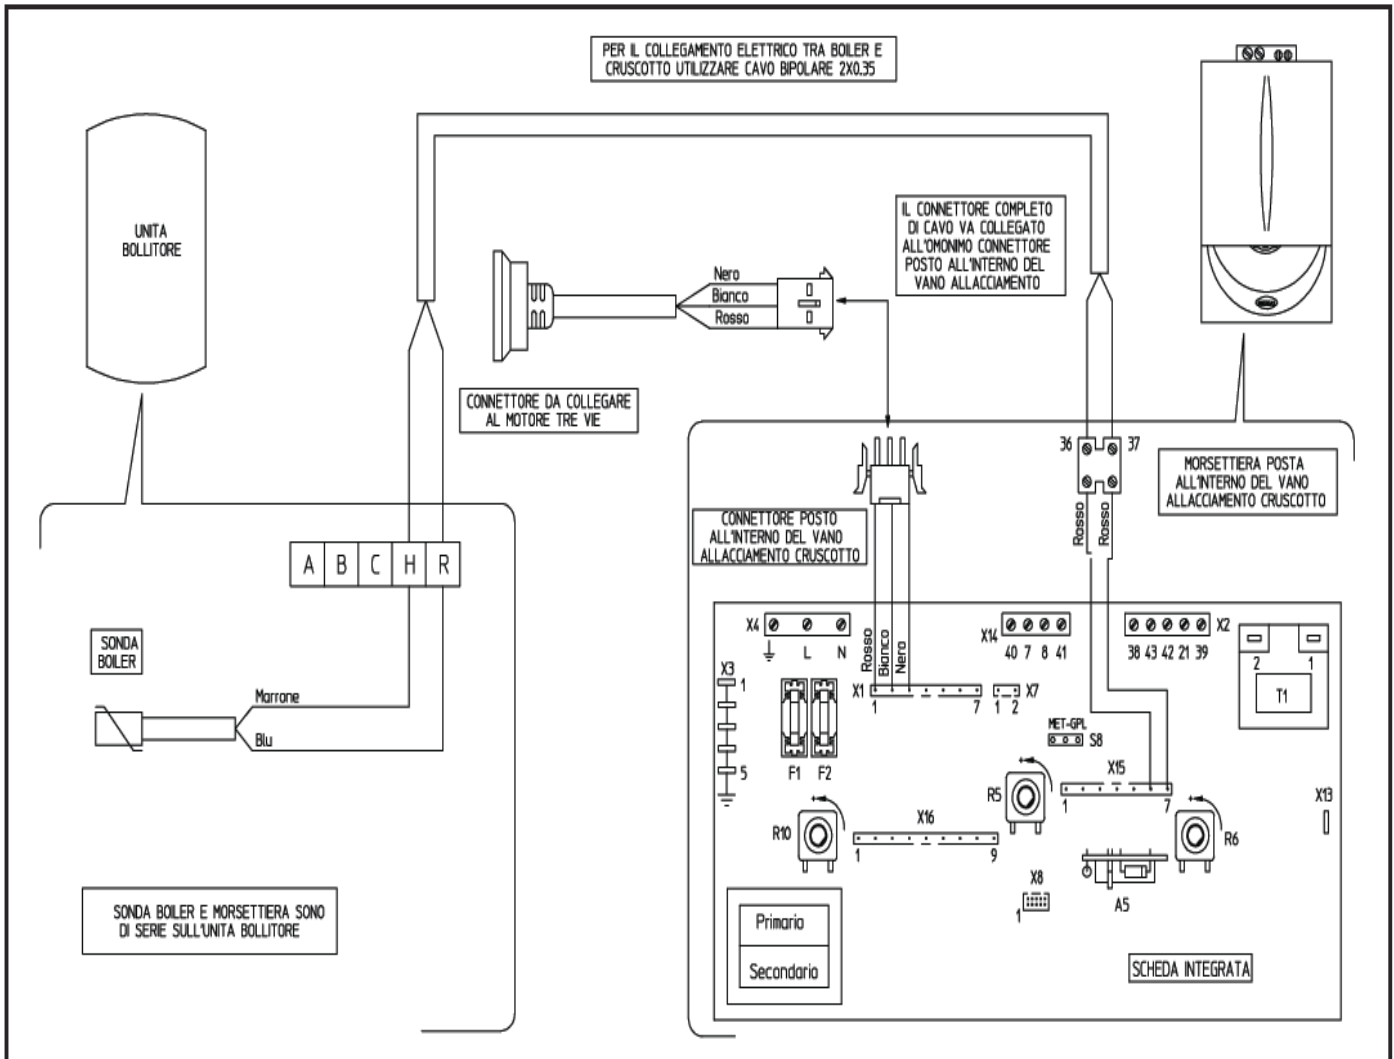 PER IL COLLEGAMENTO ELETTRICO TRA BOILER E
CRUSCOTTO UTILIZZARE CAVO BIPOLARE 2X0.35
UNITA
BOLLITORE
IL CONNETTORE COMPLETO
DI CAVO VA COLLEGATO
ALL'OMONIMO CONNETTORE
POSTO ALL'INTERNO DEL
VANO ALLACCIAMENTO
Nero
Bianco
Rosso
CONNETTORE DA COLLEGARE
AL MOTORE TRE VIE
36
37
MORSETTIERA POSTA
ALL'INTERNO DEL VANO
ALLACCIAMENTO CRUSCOTTO
Rosso
Rosso
CONNETTORE POSTO
ALL'INTERNO DEL VANO
ALLACCIAMENTO CRUSCOTTO
A B C H R
SONDA
BOILER
Marrone
Blu
SONDA BOILER E MORSETTIERA SONO
DI SERIE SULL'UNITA BOLLITORE
X4
L N
Rosso
Bianco
Nero
X14
40 7 8 41
X2
38 43 42 21 39
2 1
T1
X3
1
5
X1
1 7
X7
1 2
MET-GPL
S8
F1 F2
R5
X15
1 7
X13
R10
X16
1 9
R6
X8
1
A5
Primario
Secondario
SCHEDA INTEGRATA